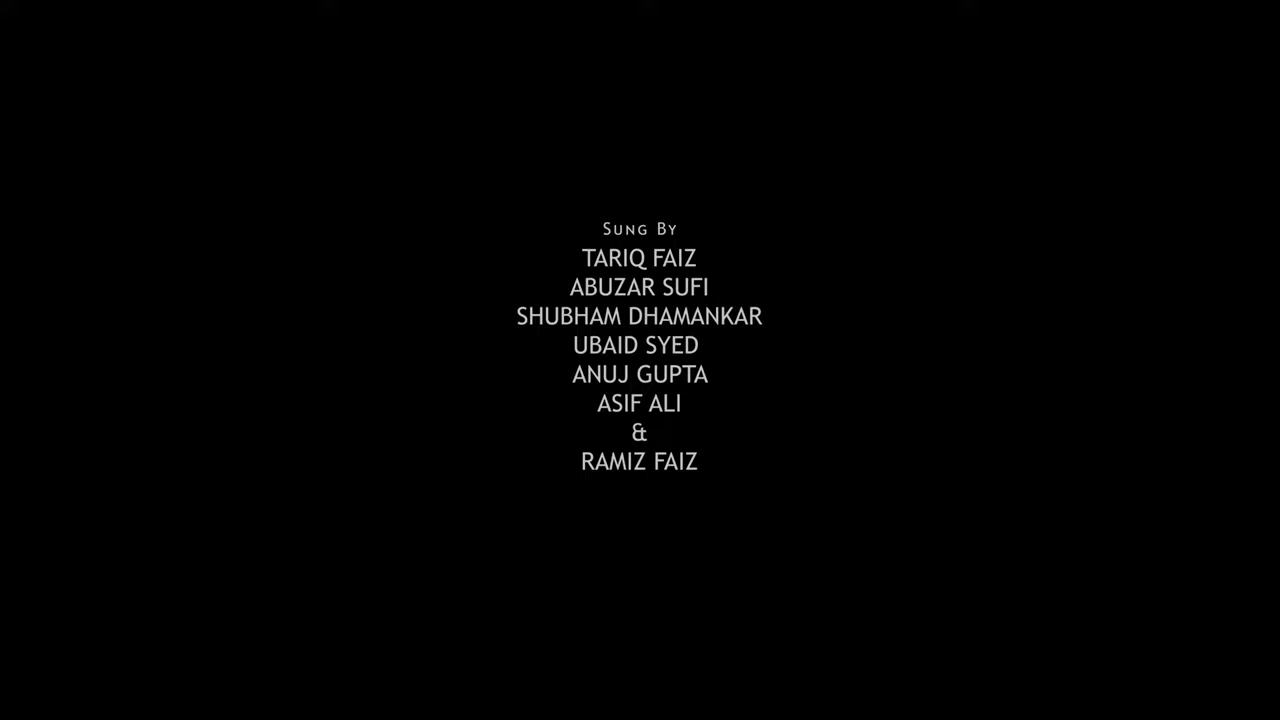 Sung By
TARIQ FAIZ
ABUZAR SUFI
SHUBHAM DHAMANKAR
UBAID SYED
ANUJ GUPTA
ASIF ALI
&
RAMIZ FAIZ